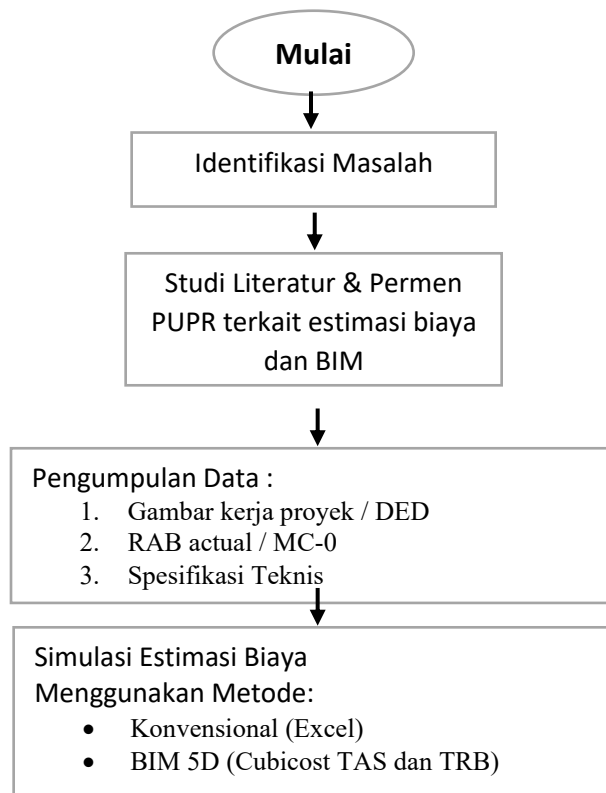 Mulai
Identifikasi Masalah
Studi Literatur & Permen
PUPR terkait estimasi biaya
dan BIM
Pengumpulan Data :
1. Gambar kerja proyek / DED
2. RAB actual / MC-0
3. Spesifikasi Teknis
Simulasi Estimasi Biaya
Menggunakan Metode:
• Konvensional (Excel)
• BIM 5D (Cubicost TAS dan TRB)